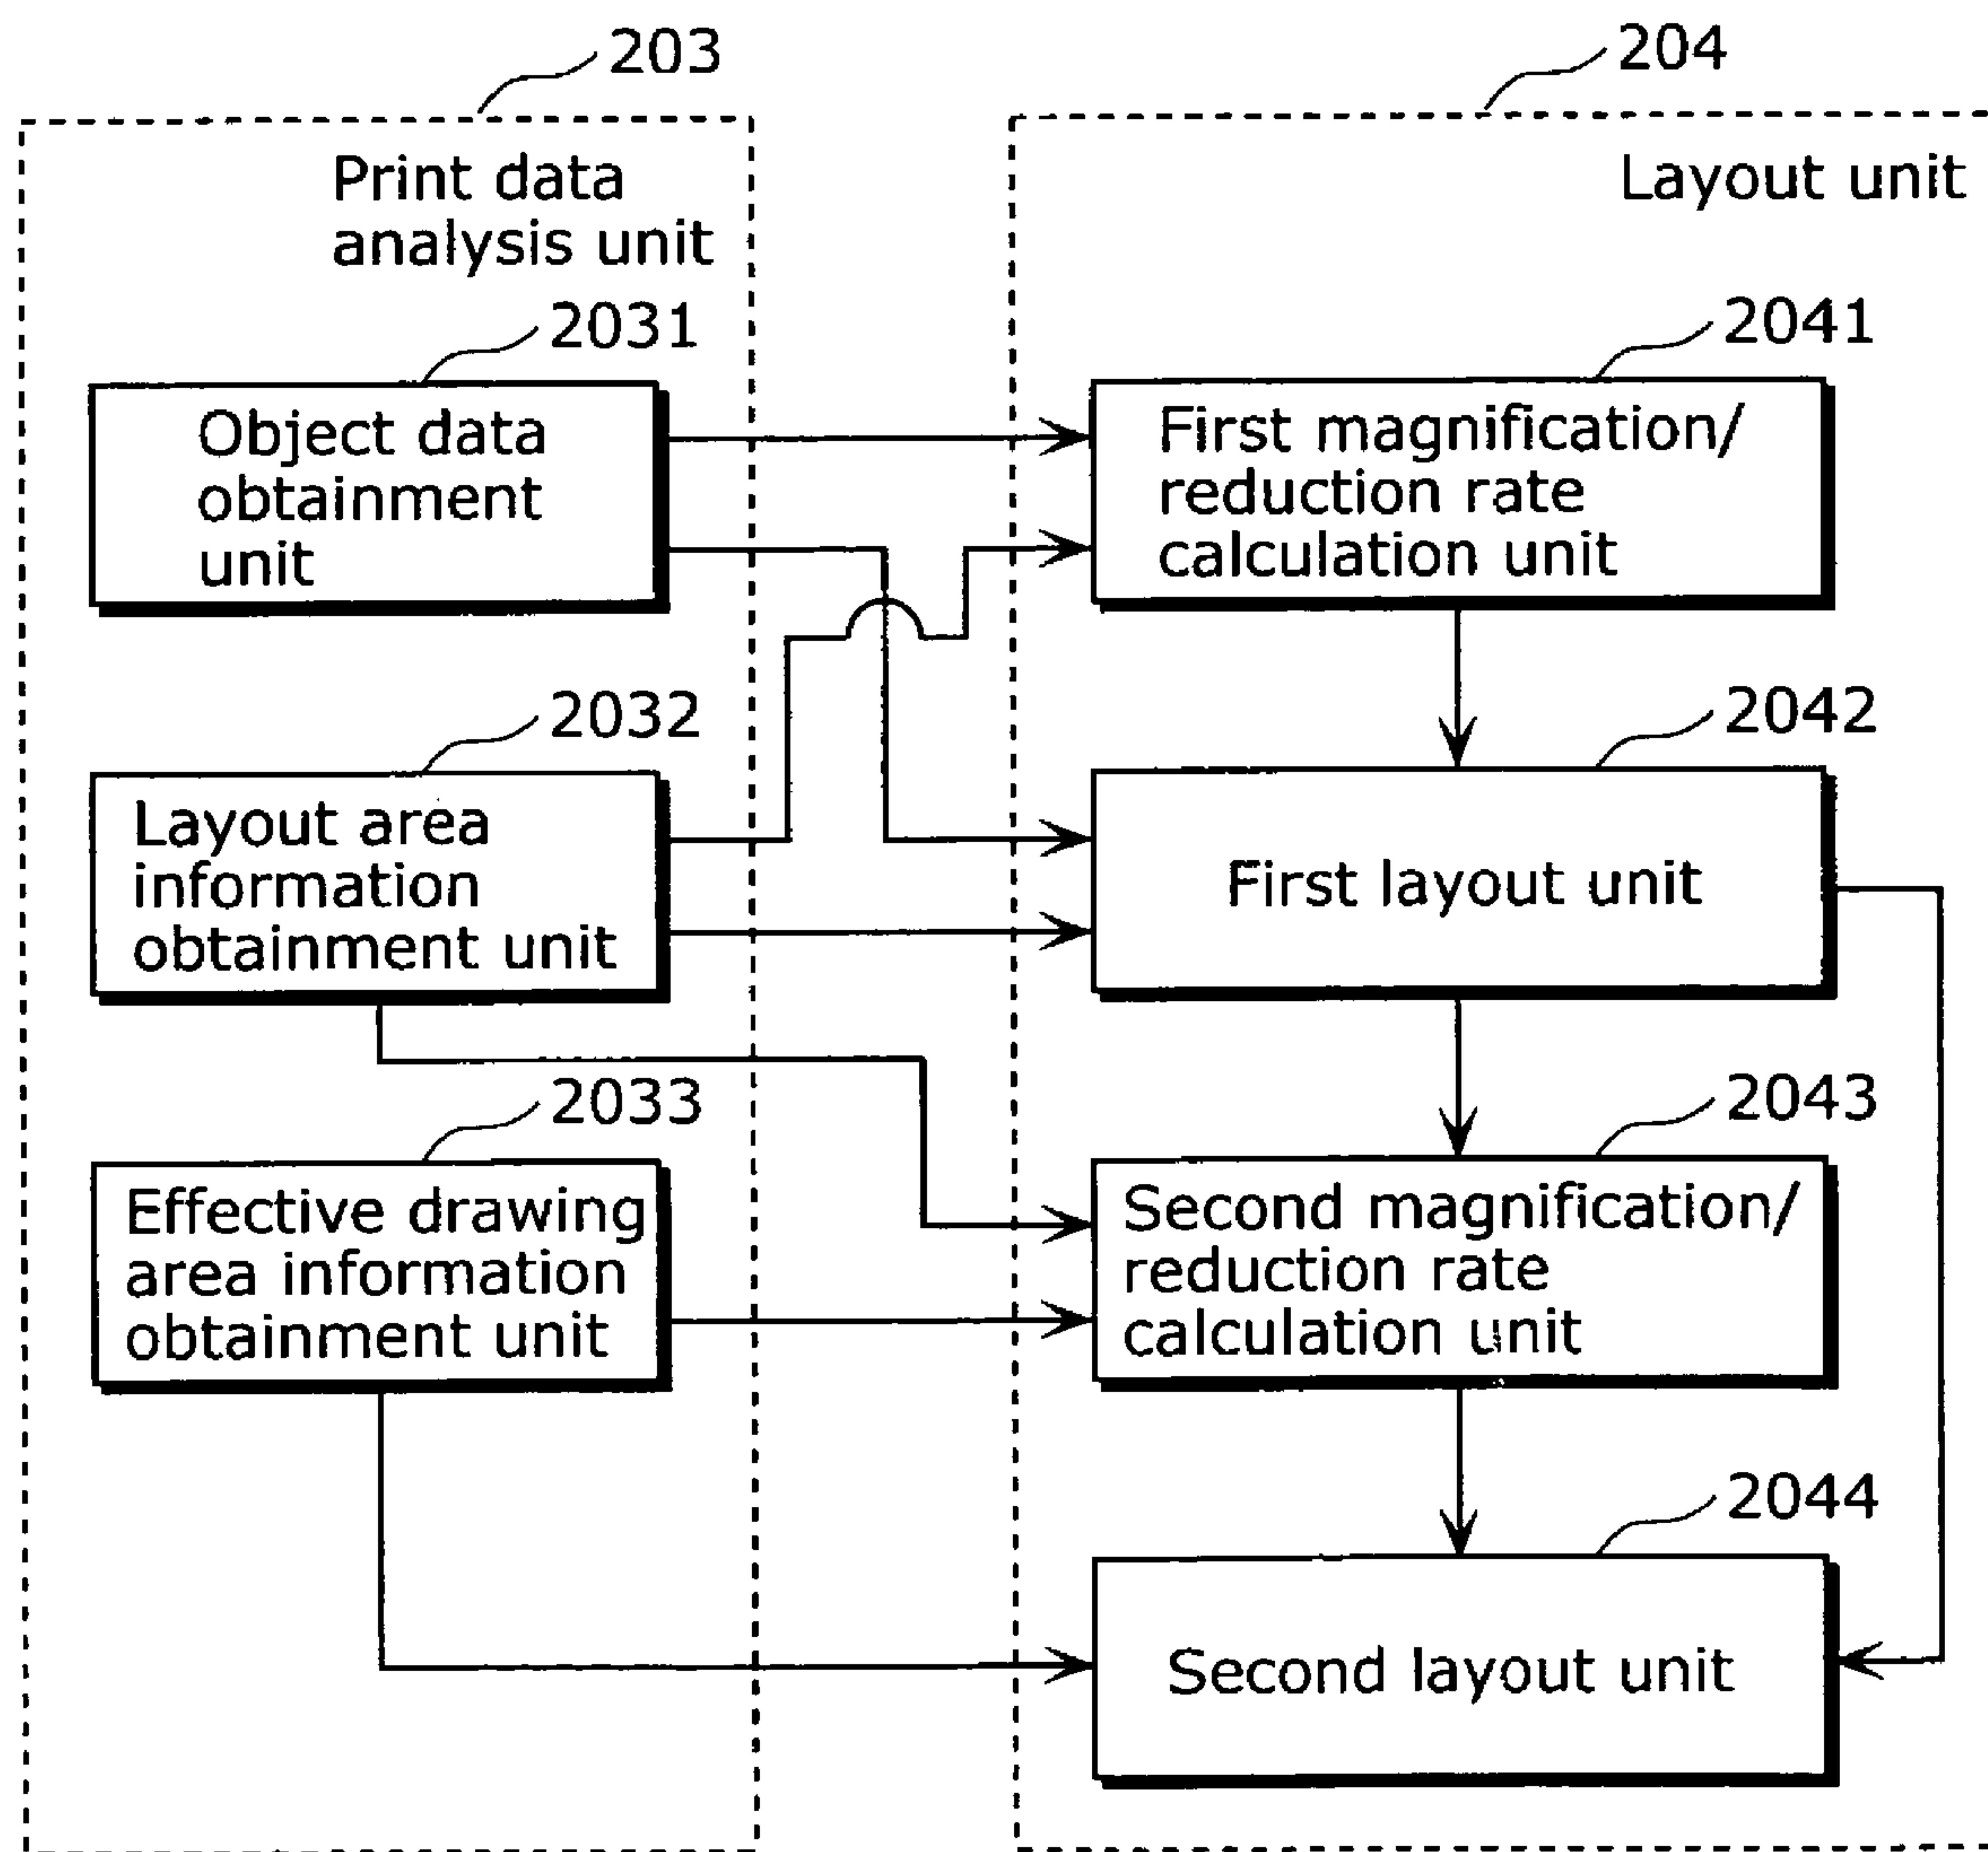 203
204
Print data
analysis unit
Layout unit
2031
Object data
obtainment
unit
2041
First magnification/
reduction rate
calculation unit
2032
Layout area
information
obtainment unit
2042
First layout unit
2033
Effective drawing
area information
obtainment unit
2043
Second magnification/
reduction rate
calculation unit
2044
Second layout unit